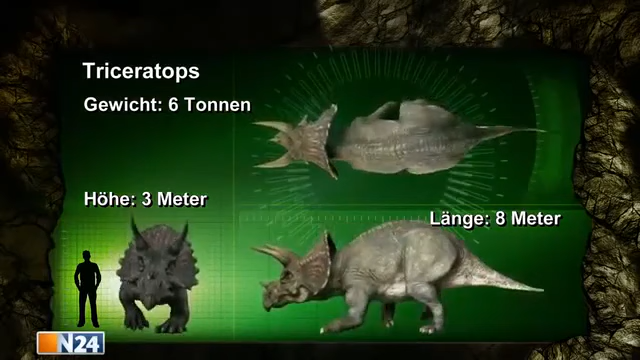 Triceratops
Gewicht: 6 Tonnen
Höhe: 3 Meter
Länge: 8 Meter
N24